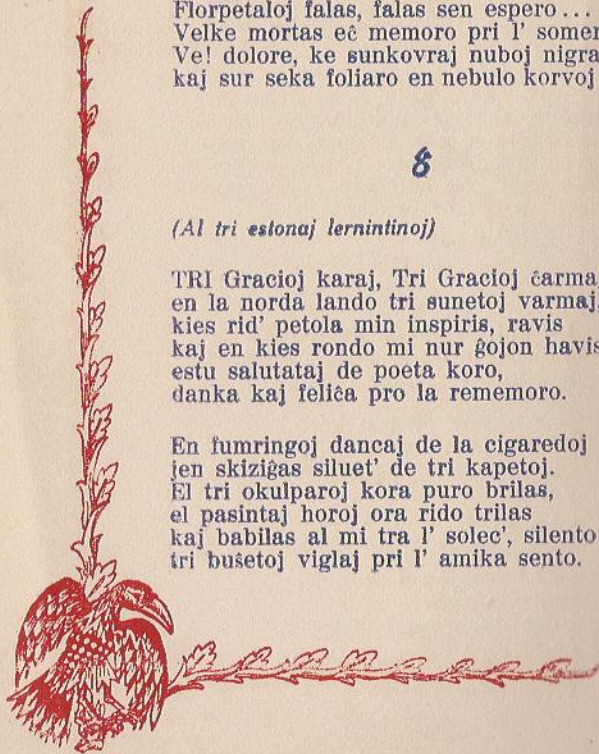 Florpetaloj falas, falas sen espero...
Velke mortas eĉ memoro pri l' somer
Ve! dolore, ke sunkovraj nuboj nigra
kaj sur seka foliaro en nebulo korvoj
8
(Al tri estonaj lernintinoj)
TRI Gracioj karaj, Tri Gracioj ĉarma
en la norda lando tri sunetoj varmaj,
kies rid' petola min inspiris, ravis
kaj en kies rondo mi nur ĝojon havis
estu salutataj de poeta koro,
danka kaj feliĉa pro la rememoro.
En fumringoj dancaj de la cigaredoj
jen skiziĝas siluet' de tri kapetoj.
El tri okulparoj kora puro brilas,
el pasintaj horoj ora rido trilas
kaj babilas al mi tra l' solec', silento
tri buŝetoj viglaj pri l' amika sento.